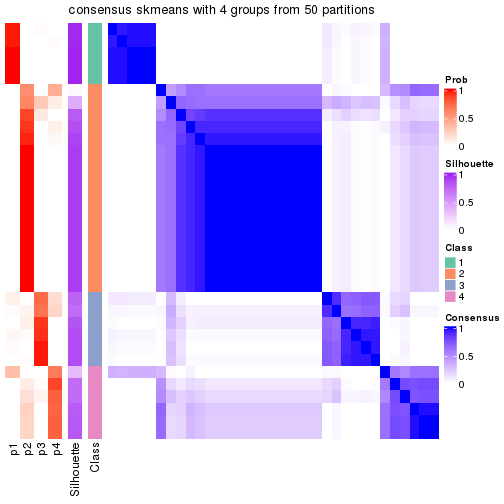 consensus skmeans with 4 groups from 50 partitions
Prob
1
0.5
0
Silhouette
1
0.5
0
Class
1
2
3
4
Consensus
1
0.5
0
p1
p2
p3
p4
Silhouette
Class